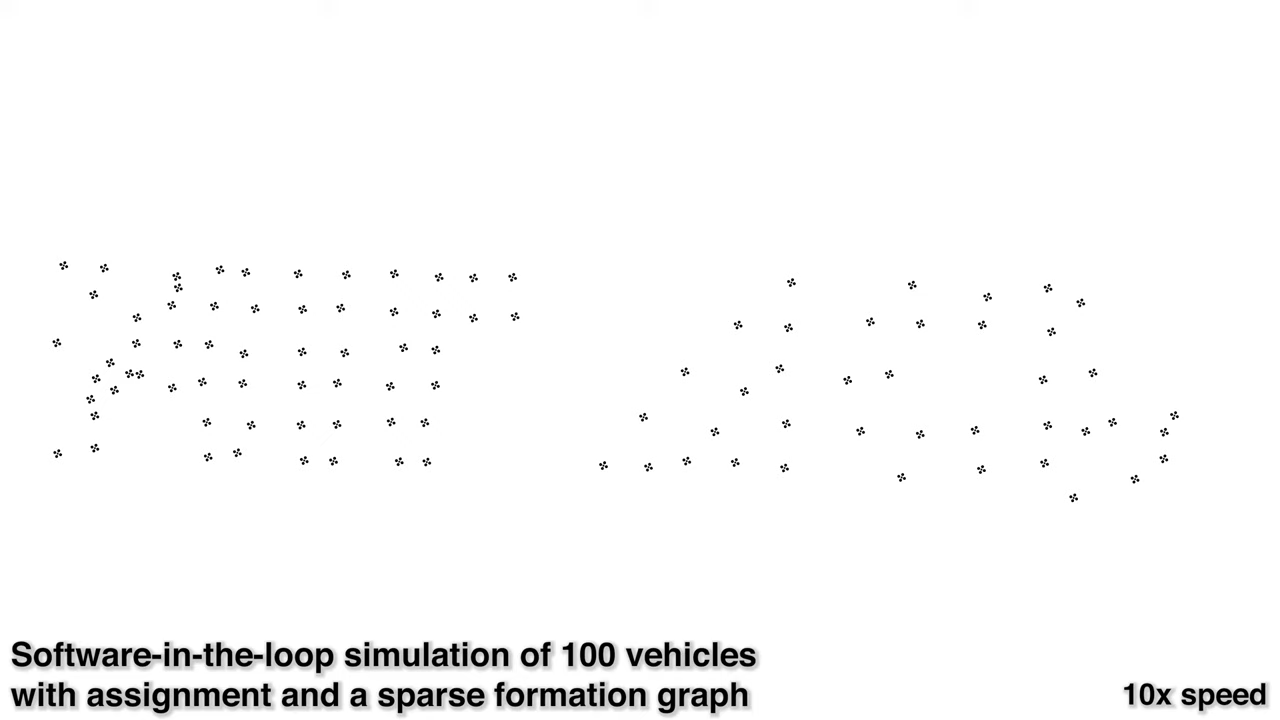 Software-in-the-loop simulation of 100 vehicles
with assignment and a sparse formation graph
10x speed